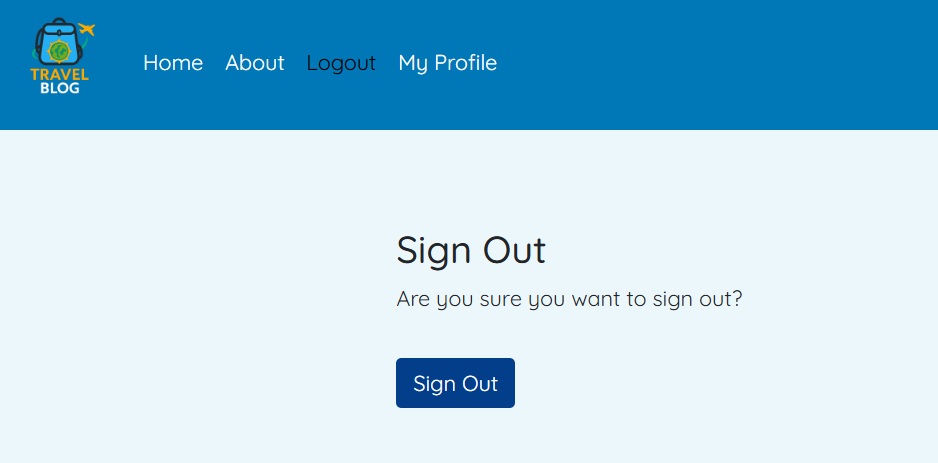 TRAVEL
BLOG
Home About Logout My Profile
Sign Out
Are you sure you want to sign out?
Sign Out